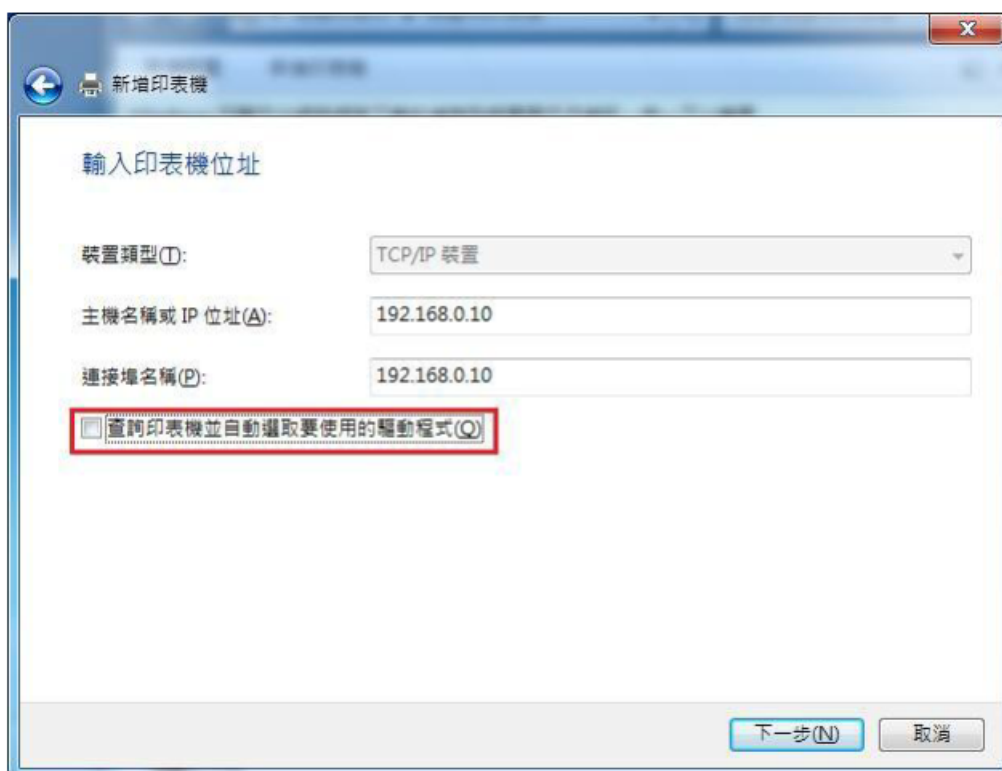 新增印表機
輸入印表機位址
裝置類型(T): TCP/IP 裝置
主機名稱或 IP 位址(A): 192.168.0.10
連接埠名稱(P): 192.168.0.10
查詢印表機並自動選取要使用的驅動程式(Q)
下一步(N) 取消